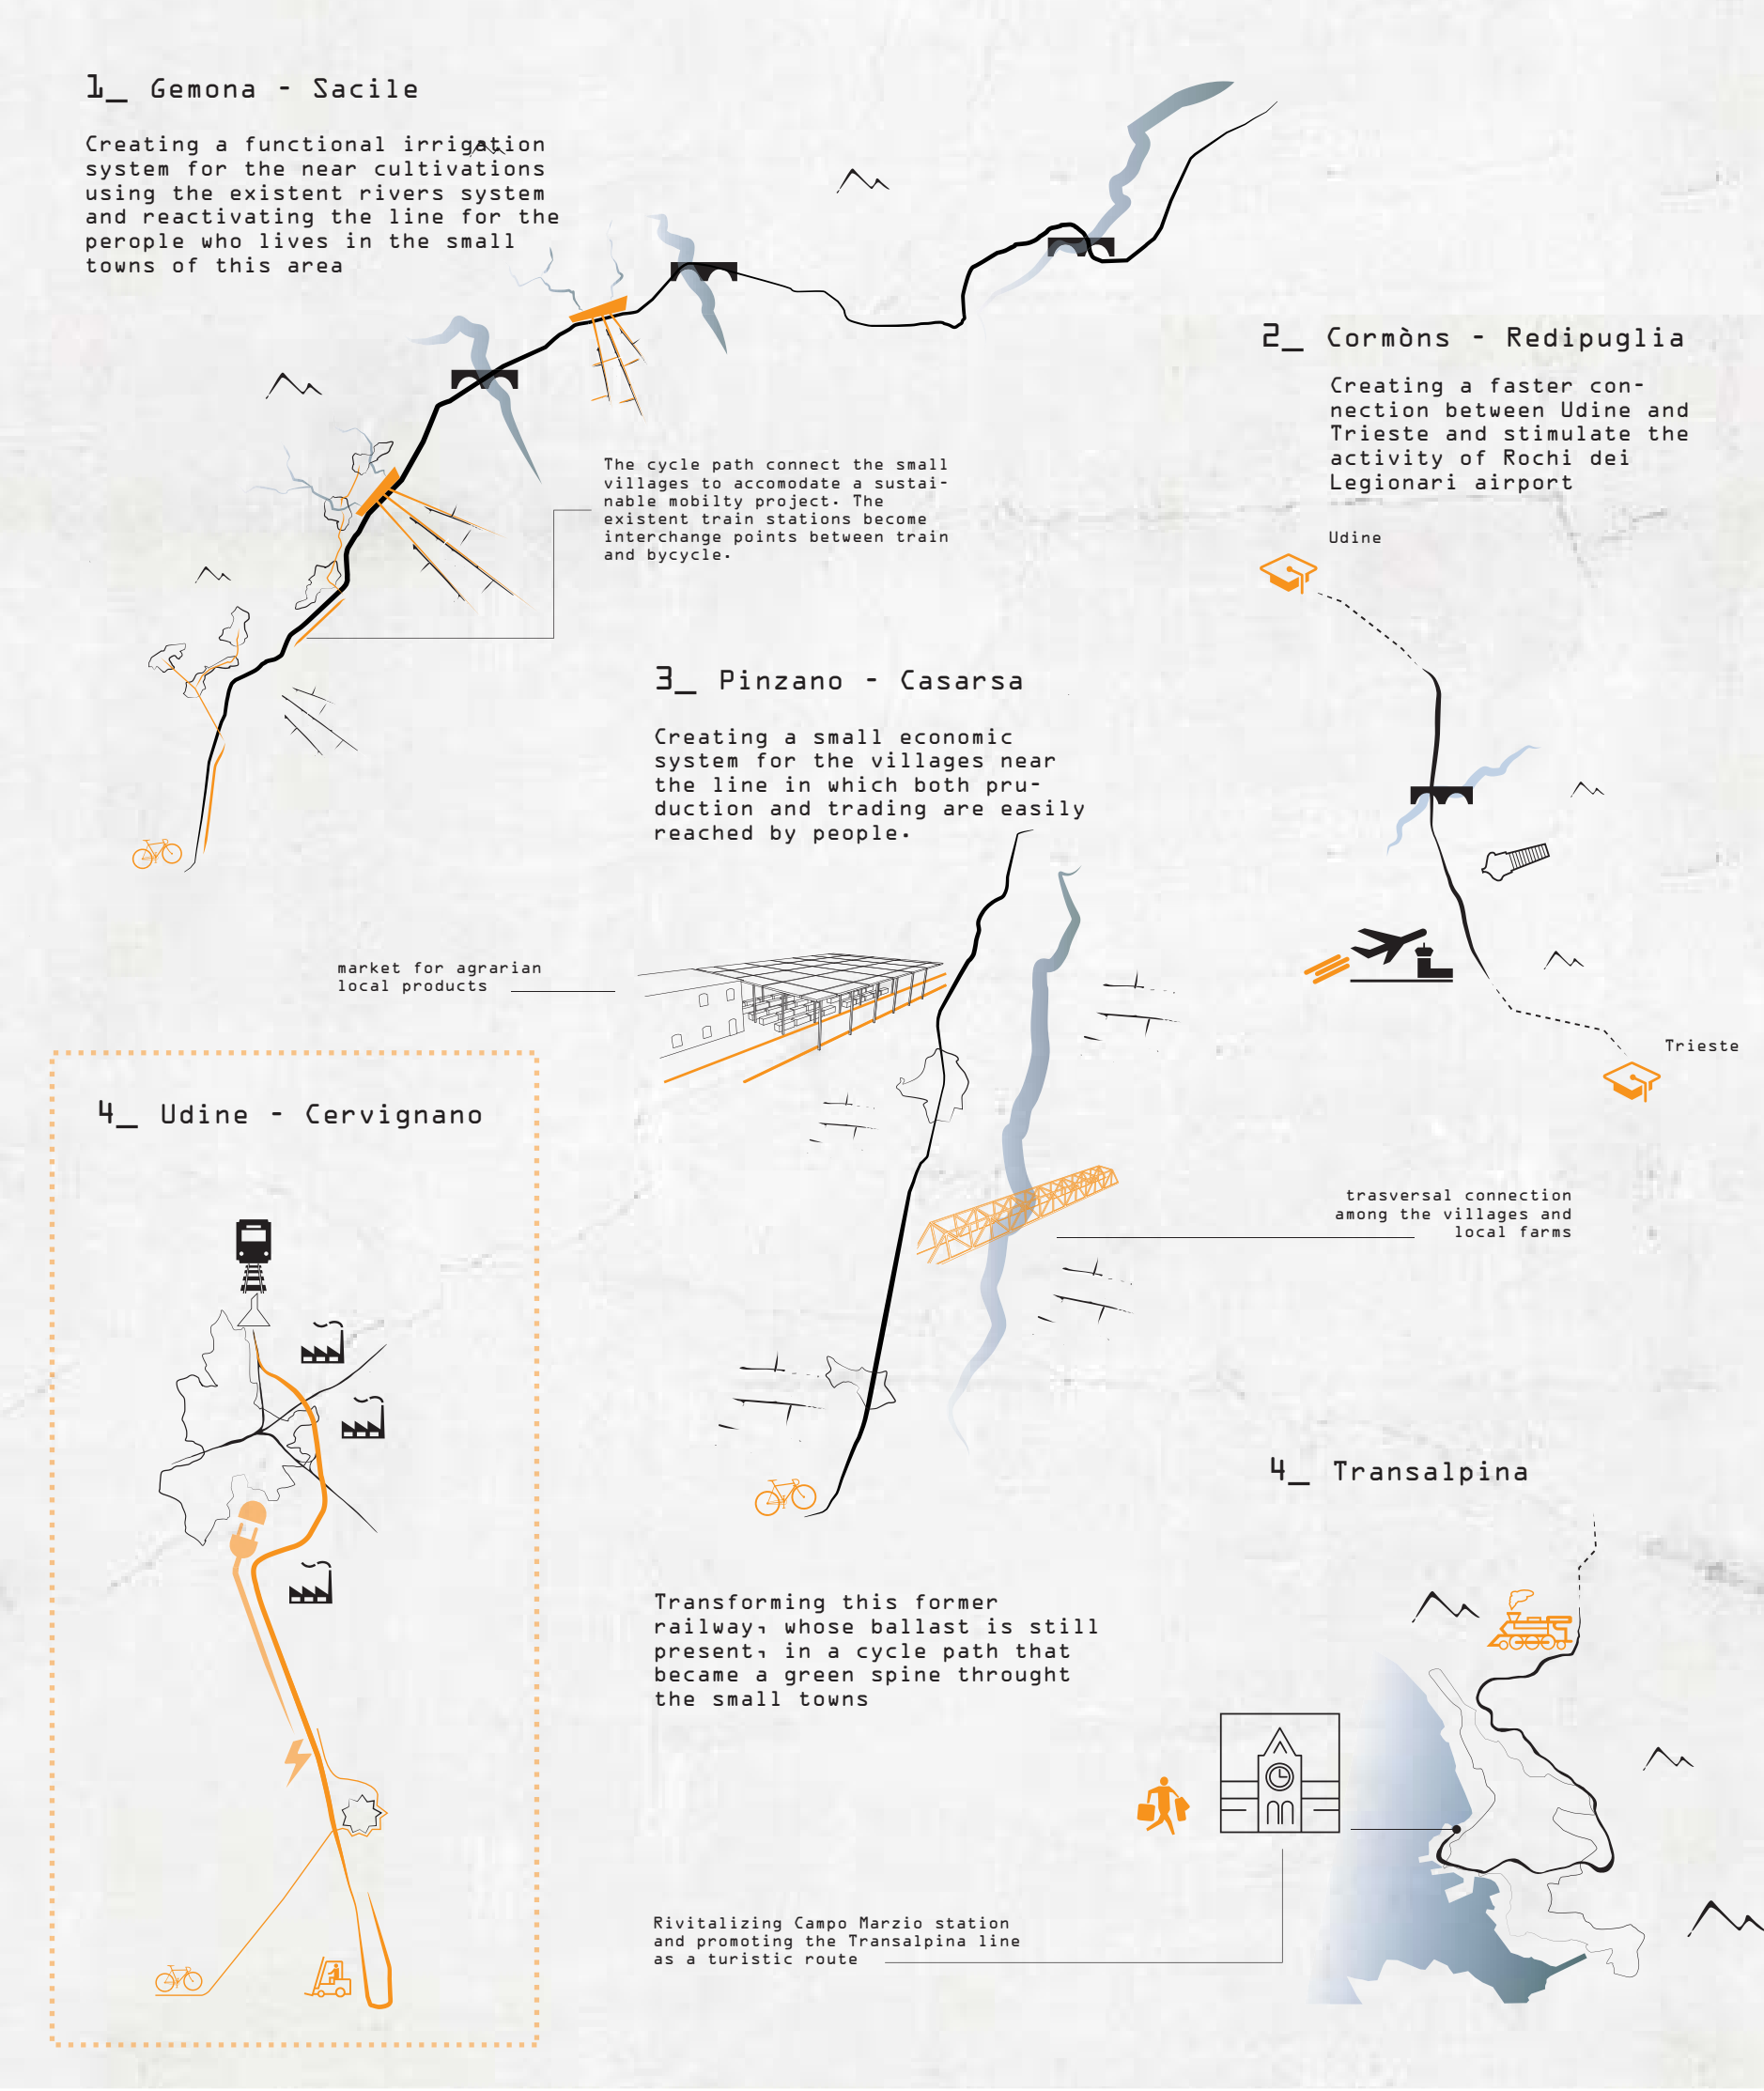 1_ Gemona - Sacile
Creating a functional irrigation
system for the near cultivations
using the existent rivers system
and reactivating the line for the
perople who lives in the small
towns of this area
The cycle path connect the small
villages to accomodate a sustai-
nable mobilty project. The
existent train stations become
interchange points between train
and bycycle.
2_ Cormòns - Redipuglia
Creating a faster con-
nection between Udine and
Trieste and stimulate the
activity of Rochi dei
Legionari airport
Udine
Trieste
3_ Pinzano - Casarsa
Creating a small economic
system for the villages near
the line in which both pru-
duction and trading are easily
reached by people.
market for agrarian
local products
trasversal connection
among the villages and
local farms
Transforming this former
railway, whose ballast is still
present, in a cycle path that
became a green spine throught
the small towns
4_ Udine - Cervignano
4_ Transalpina
Rivitalizing Campo Marzio station
and promoting the Transalpina line
as a turistic route